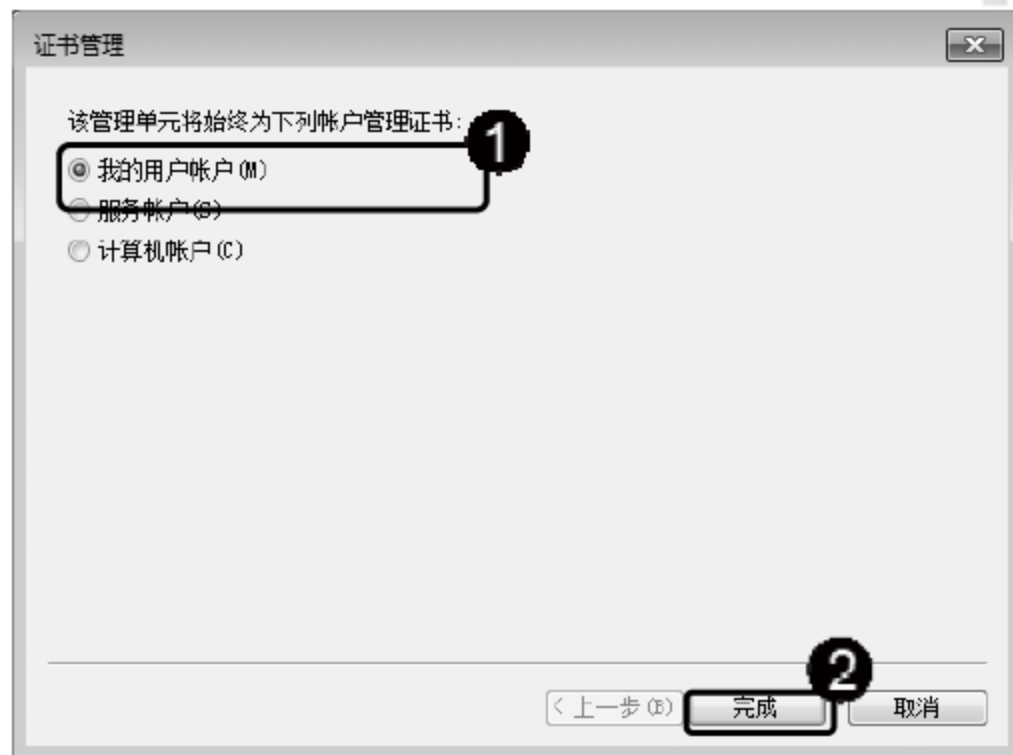 证书管理
该管理单元将始终为下列帐户管理证书:
1
我的用户帐户(M)
服务帐户(S)
计算机帐户(C)
2
<上一步(B) 完成 取消